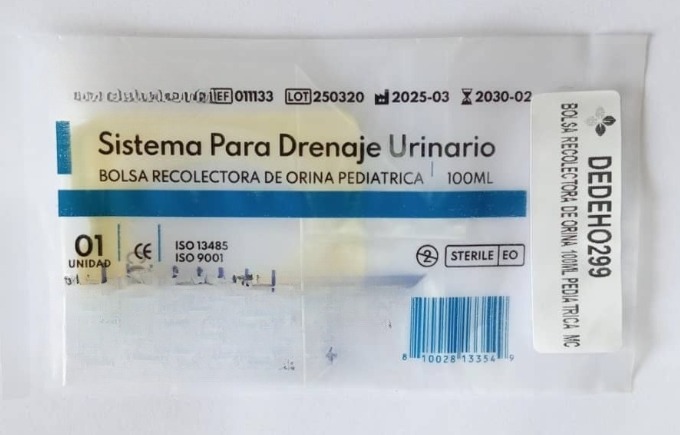 REF 011133 LOT 250320 2025-03 2030-02
Sistema Para Drenaje Urinario
BOLSA RECOLECTORA DE ORINA PEDIATRICA 100ML
01
UNIDAD
CE
ISO 13485
ISO 9001
2
STERILE EO
8 10028 13354 9
DEDEHO299
BOLSA RECOLECTORA DE ORINA 100ML PEDIATRICA MC